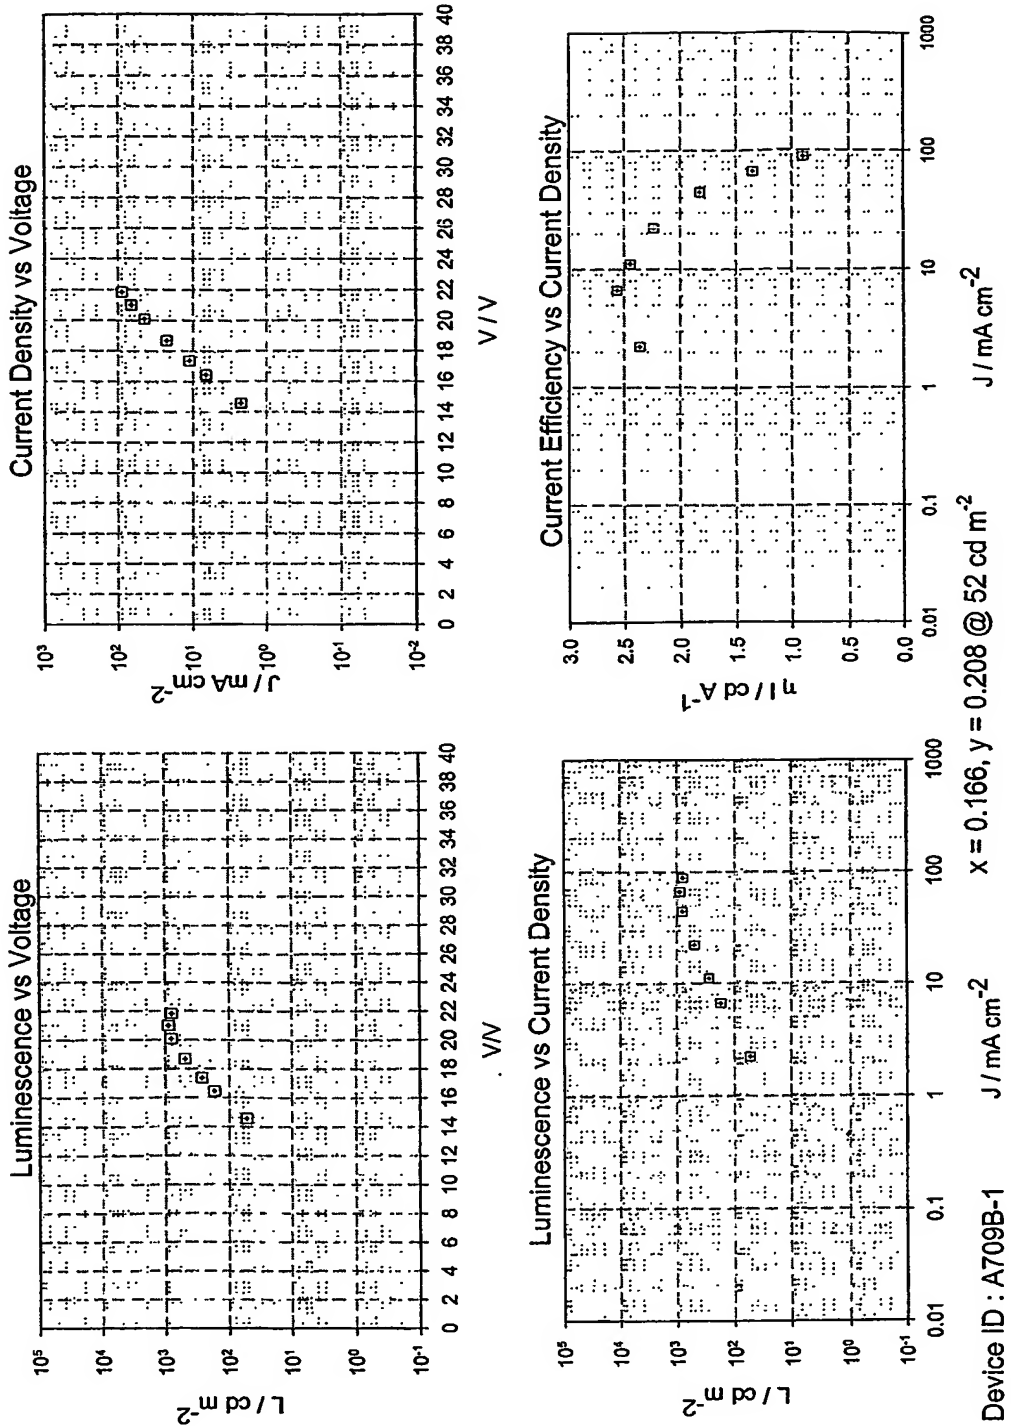 Luminescence vs Voltage
L / cd m-2
10⁵
10⁴
10³
10²
10¹
10⁰
10-¹
0 2 4 6 8 10 12 14 16 18 20 22 24 26 28 30 32 34 36 38 40
V/V
Current Density vs Voltage
J / mA cm-2
10³
10²
10¹
10⁰
10-¹
10-²
0 2 4 6 8 10 12 14 16 18 20 22 24 26 28 30 32 34 36 38 40
V / V
Luminescence vs Current Density
L / cd m-2
10⁵
10⁴
10³
10²
10¹
10⁰
10-¹
0.01 0.1 1 10 100 1000
J / mA cm-2
Current Efficiency vs Current Density
η l / cd A-1
3.0
2.5
2.0
1.5
1.0
0.5
0.0
0.01 0.1 1 10 100 1000
J / mA cm-2
Device ID : A709B-1
x = 0.166, y = 0.208 @ 52 cd m-2